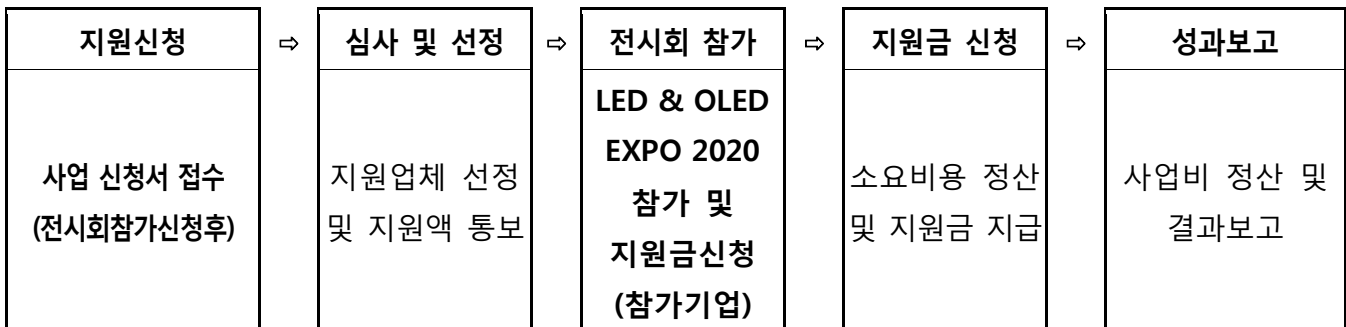 지원신청 ⇨ 심사 및 선정 ⇨ 전시회 참가 ⇨ 지원금 신청 ⇨ 성과보고
사업 신청서 접수
(전시회참가신청후)
지원업체 선정
및 지원액 통보
LED & OLED
EXPO 2020
참가 및
지원금신청
(참가기업)
소요비용 정산
및 지원금 지급
사업비 정산 및
결과보고